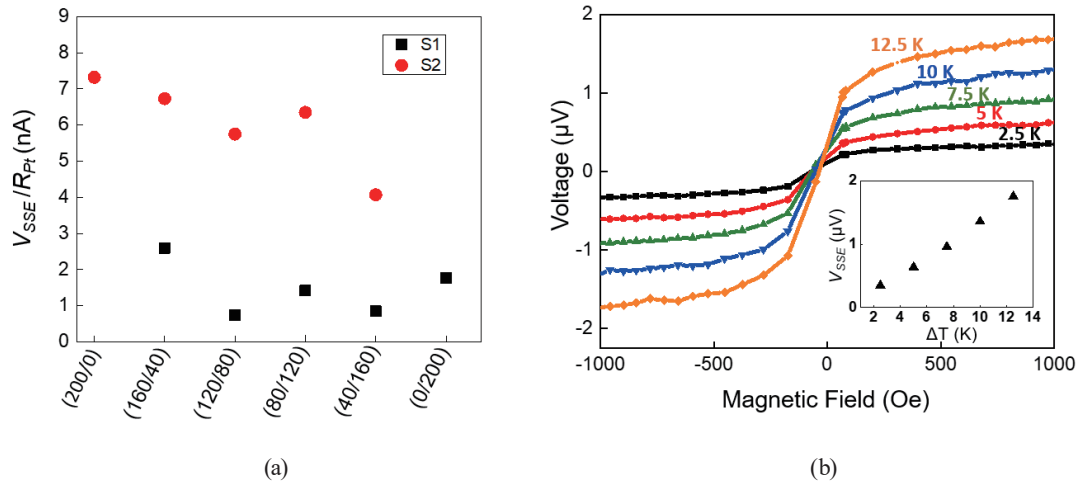 (a)
9
8
7
6
5
4
3
2
1
0
V_SSE /R_Pt (nA)
S1
S2
(200/0)
(160/40)
(120/80)
(80/120)
(40/160)
(0/200)
(a)
(b)
2
1
0
-1
-2
Voltage (μV)
12.5 K
10 K
7.5 K
5 K
2.5 K
2
1
0
V_SSE (μV)
2 4 6 8 10 12 14
ΔT (K)
-1000 -500 0 500 1000
Magnetic Field (Oe)
(b)